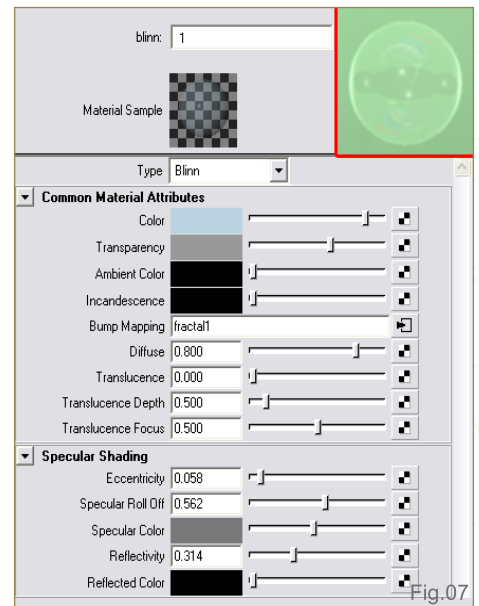 blinn: 1
Material Sample
Type Blinn
Common Material Attributes
Color
Transparency
Ambient Color
Incandescence
Bump Mapping fractal1
Diffuse 0.800
Translucence 0.000
Translucence Depth 0.500
Translucence Focus 0.500
Specular Shading
Eccentricity 0.058
Specular Roll Off 0.562
Specular Color
Reflectivity 0.314
Reflected Color
Fig.07